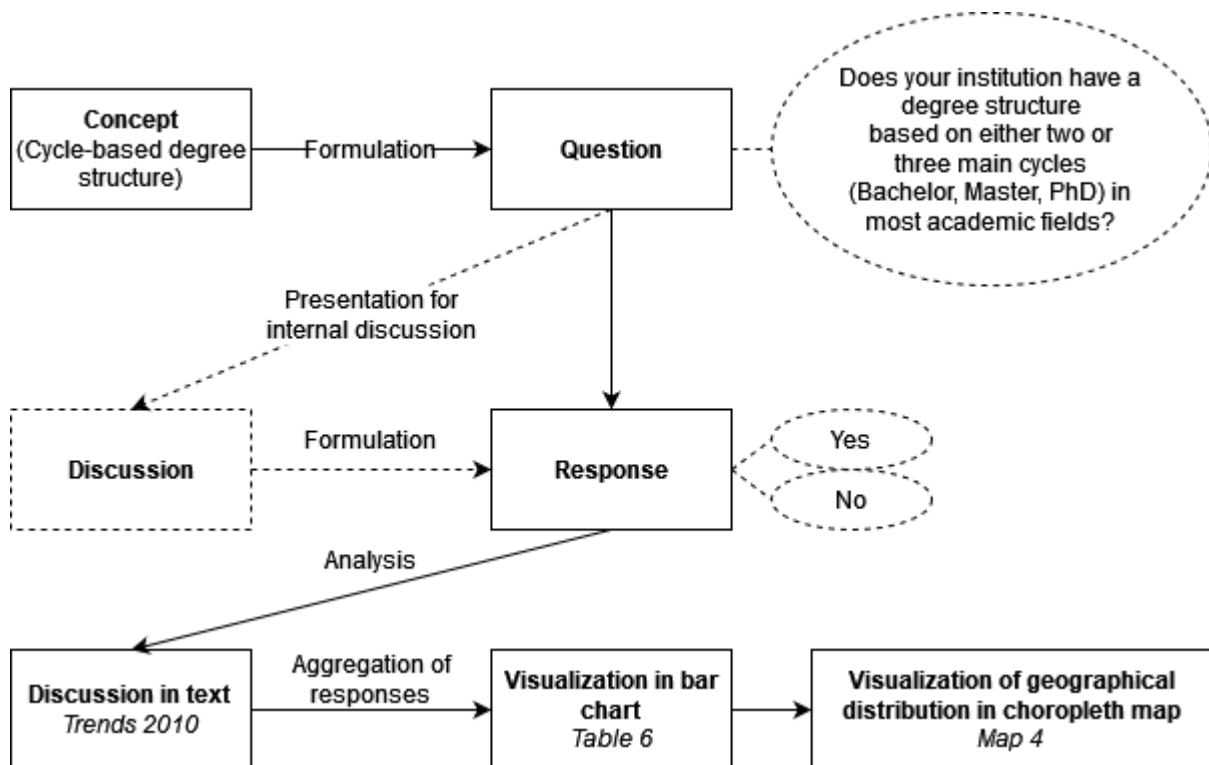 Concept
(Cycle-based degree
structure)
Formulation
Question
Does your institution have a
degree structure
based on either two or
three main cycles
(Bachelor, Master, PhD) in
most academic fields?
Presentation for
internal discussion
Discussion
Formulation
Response
Yes
No
Analysis
Discussion in text
Trends 2010
Aggregation of
responses
Visualization in bar
chart
Table 6
Visualization of geographical
distribution in choropleth map
Map 4